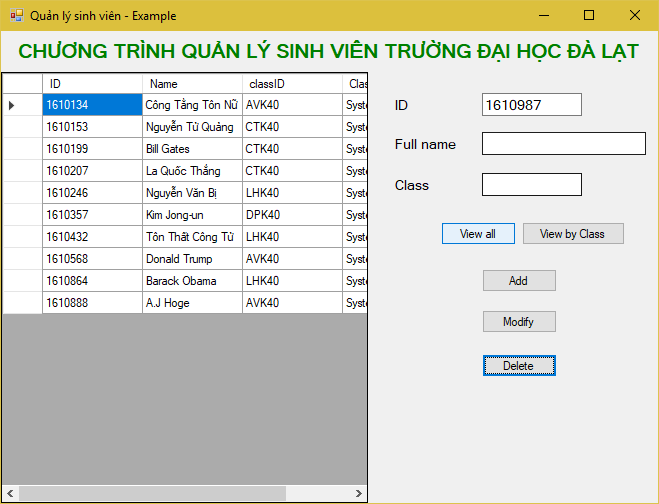 Quản lý sinh viên - Example
CHƯƠNG TRÌNH QUẢN LÝ SINH VIÊN TRƯỜNG ĐẠI HỌC ĐÀ LẠT
ID Name classID Clas
1610134 Công Tằng Tôn Nữ AVK40 Syste
1610153 Nguyễn Tử Quảng CTK40 Syste
1610199 Bill Gates CTK40 Syste
1610207 La Quốc Thắng CTK40 Syste
1610246 Nguyễn Văn Bị LHK40 Syste
1610357 Kim Jong-un DPK40 Syste
1610432 Tôn Thất Công Tử LHK40 Syste
1610568 Donald Trump AVK40 Syste
1610864 Barack Obama LHK40 Syste
1610888 A.J Hoge AVK40 Syste
ID 1610987
Full name
Class
View all View by Class
Add
Modify
Delete